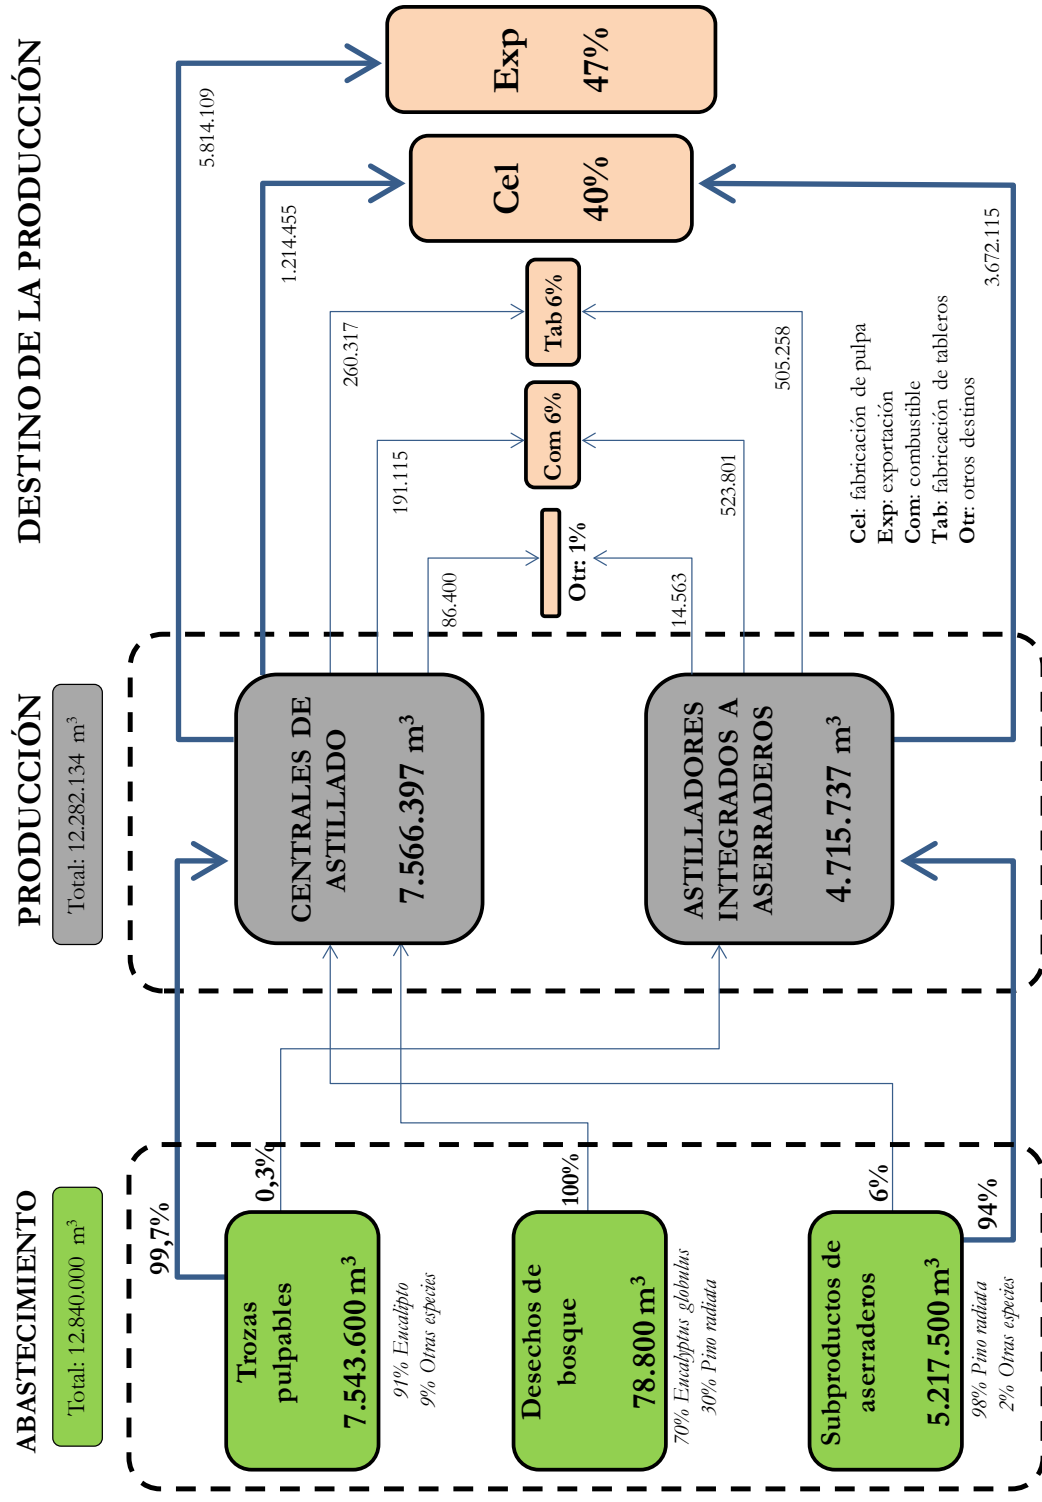 ABASTECIMIENTO
Total: 12.840.000 m³
Trozas
pulpables
7.543.600 m³
91% Eucalipto
9% Otras especies
99,7%
0,3%
Desechos de
bosque
78.800 m³
70% Eucalyptus globulus
30% Pino radiata
100%
Subproductos de
aserraderos
5.217.500 m³
98% Pino radiata
2% Otras especies
6%
94%
PRODUCCIÓN
Total: 12.282.134 m³
CENTRALES DE
ASTILLADO
7.566.397 m³
ASTILLADORES
INTEGRADOS A
ASERRADEROS
4.715.737 m³
DESTINO DE LA PRODUCCIÓN
5.814.109
1.214.455
260.317
191.115
86.400
Otr: 1%
Com 6%
Tab 6%
Cel
40%
Exp
47%
14.563
523.801
505.258
3.672.115
Cel: fabricación de pulpa
Exp: exportación
Com: combustible
Tab: fabricación de tableros
Otr: otros destinos